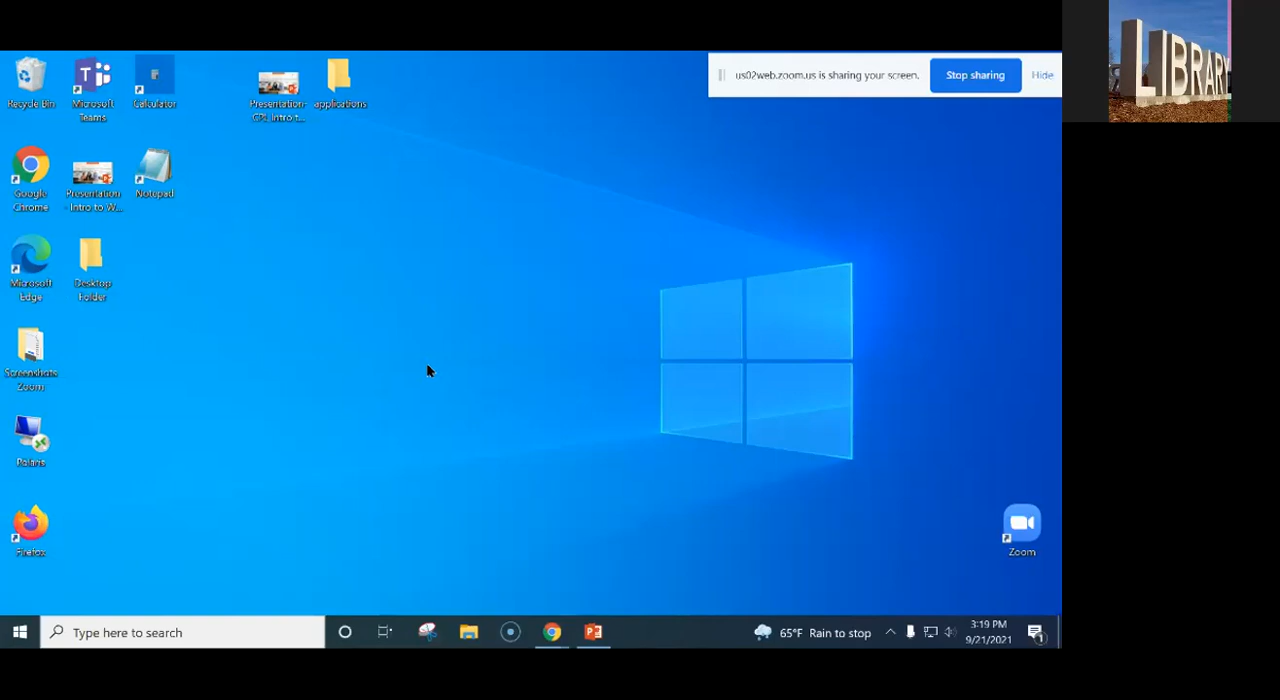 LIBRARY
us02web.zoom.us is sharing your screen.
Stop sharing
Hide
Recycle Bin
Microsoft
Teams
Calculator
Presentation-
CPL Intro t...
applications
Google
Chrome
Presentation
- Intro to W...
Notepad
Microsoft
Edge
Desktop
Folder
Screenshots
Zoom
Polaris
Firefox
Zoom
Type here to search
65°F Rain to stop
3:19 PM
9/21/2021
1